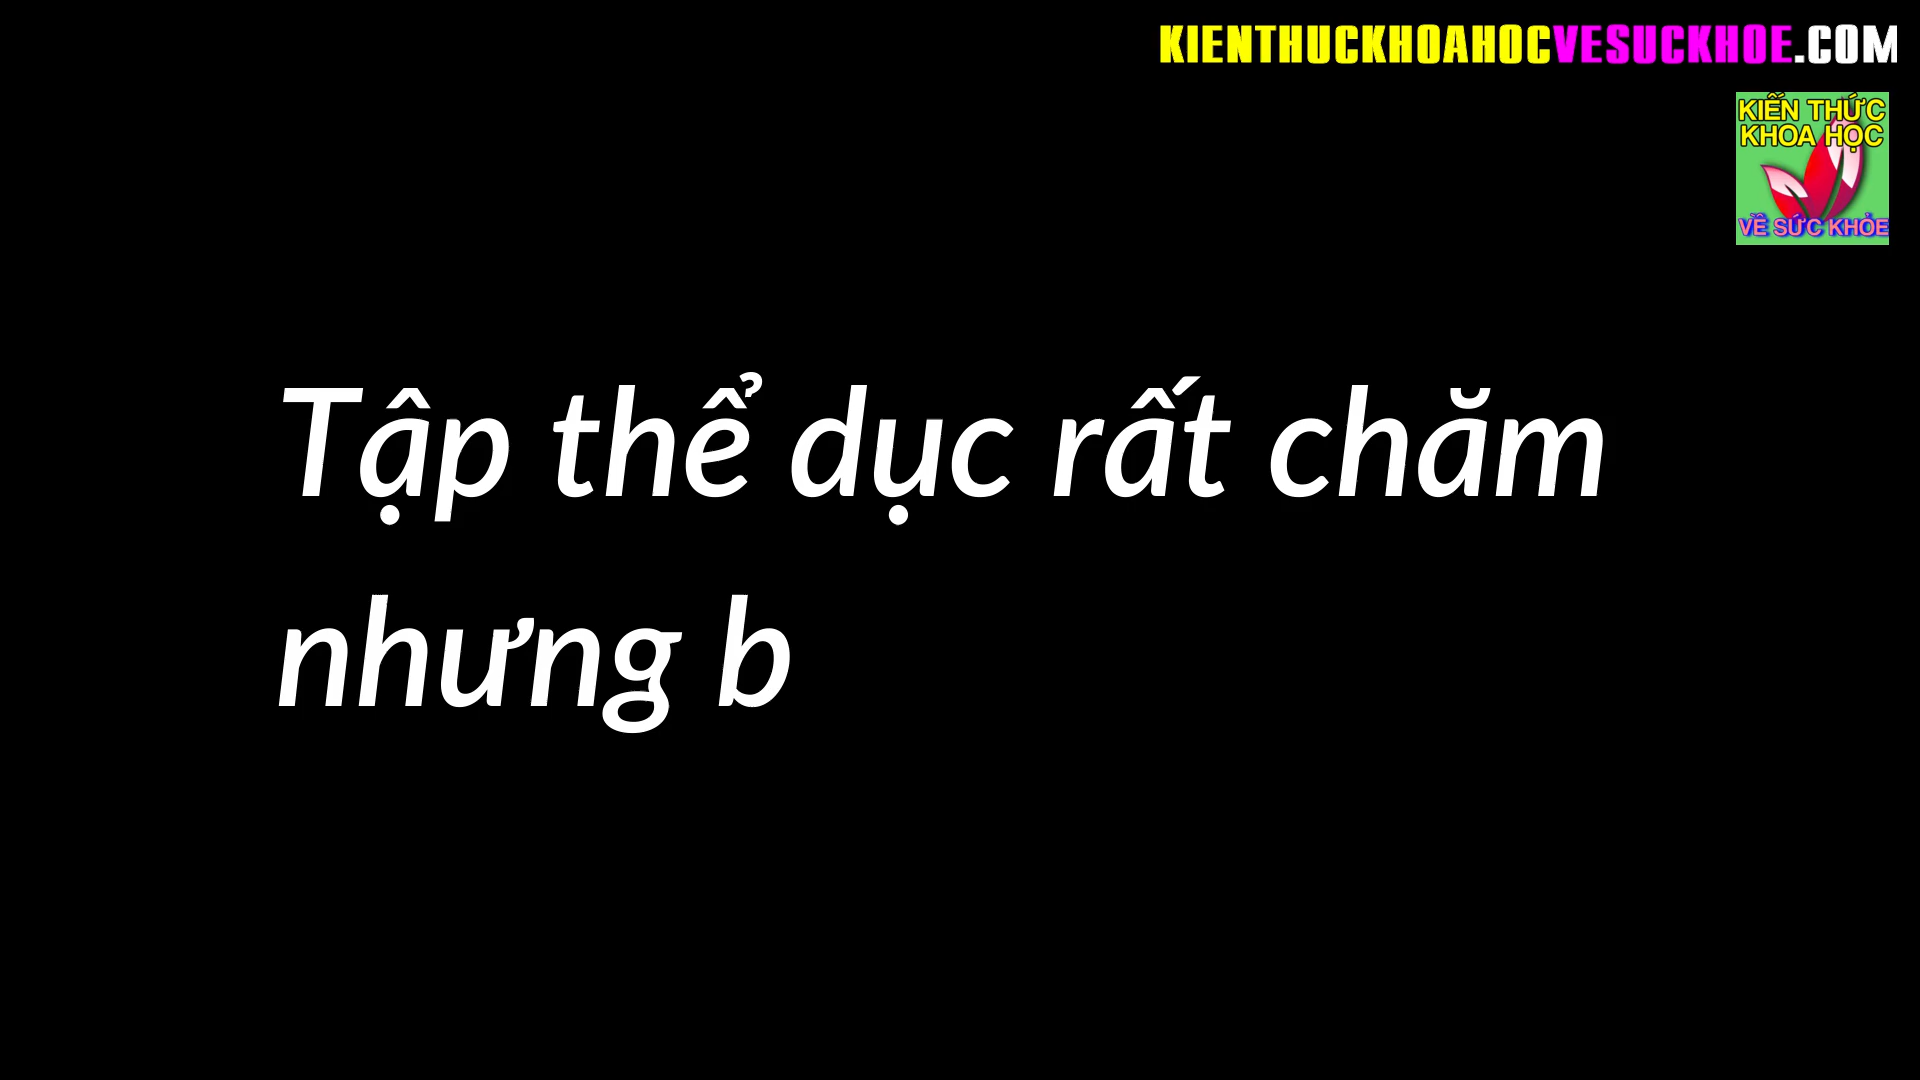 KIENTHUCKHOAHOCVESUCKHOE.COM
KIẾN THỨC
KHOA HỌC
VỀ SỨC KHỎE
Tập thể dục rất chăm
nhưng b